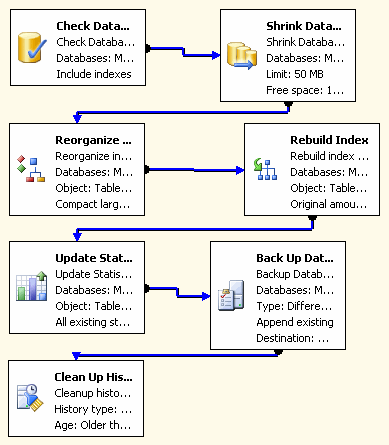 Check Data...
Check Databa...
Databases: M...
Include indexes
Shrink Data...
Shrink Databa...
Databases: M...
Limit: 50 MB
Free space: 1...
Reorganize ...
Reorganize in...
Databases: M...
Object: Table...
Compact larg...
Rebuild Index
Rebuild index ...
Databases: M...
Object: Table...
Original amou...
Update Stat...
Update Statis...
Databases: M...
Object: Table...
All existing st...
Back Up Dat...
Backup Datab...
Databases: M...
Type: Differe...
Append existing
Destination: ...
Clean Up His...
Cleanup histo...
History type: ...
Age: Older th...